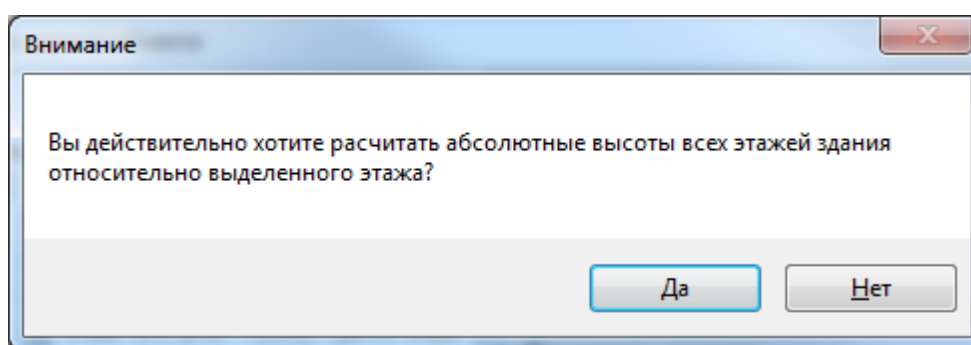 Внимание
Вы действительно хотите расчитать абсолютные высоты всех этажей здания
относительно выделенного этажа?
Да
Нет